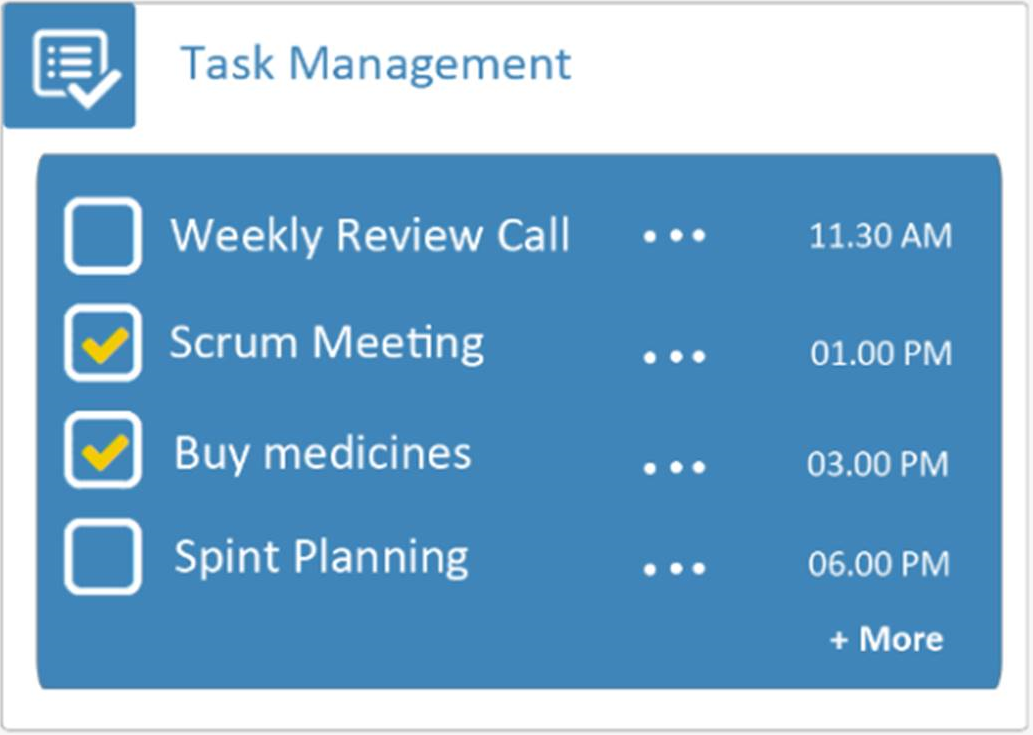 Task Management
Weekly Review Call ... 11.30 AM
Scrum Meeting ... 01.00 PM
Buy medicines ... 03.00 PM
Spint Planning ... 06.00 PM
+ More